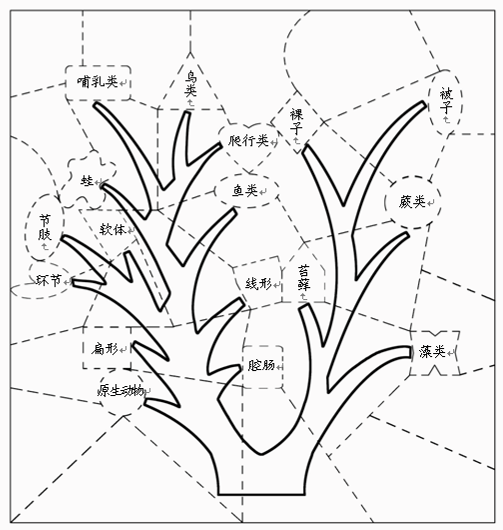 哺乳类
鸟
类
被
子
裸
子
爬行类
蛙
鱼类
蕨类
节
肢
软体
环节
线形
苔
藓
扁形
腔肠
藻类
原生动物